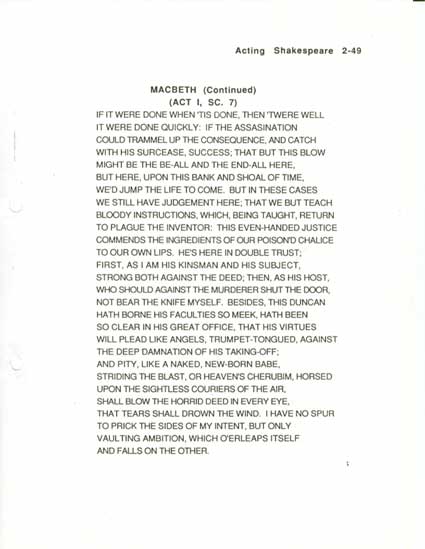 Acting Shakespeare 2-49
MACBETH (Continued)
(ACT I, SC. 7)
IF IT WERE DONE WHEN 'TIS DONE, THEN 'TWERE WELL
IT WERE DONE QUICKLY: IF THE ASSASINATION
COULD TRAMMEL UP THE CONSEQUENCE, AND CATCH
WITH HIS SURCEASE, SUCCESS; THAT BUT THIS BLOW
MIGHT BE THE BE-ALL AND THE END-ALL HERE,
BUT HERE, UPON THIS BANK AND SHOAL OF TIME,
WE'D JUMP THE LIFE TO COME. BUT IN THESE CASES
WE STILL HAVE JUDGEMENT HERE; THAT WE BUT TEACH
BLOODY INSTRUCTIONS, WHICH, BEING TAUGHT, RETURN
TO PLAGUE THE INVENTOR: THIS EVEN-HANDED JUSTICE
COMMENDS THE INGREDIENTS OF OUR POISON'D CHALICE
TO OUR OWN LIPS. HE'S HERE IN DOUBLE TRUST;
FIRST, AS I AM HIS KINSMAN AND HIS SUBJECT,
STRONG BOTH AGAINST THE DEED; THEN, AS HIS HOST,
WHO SHOULD AGAINST THE MURDERER SHUT THE DOOR,
NOT BEAR THE KNIFE MYSELF. BESIDES, THIS DUNCAN
HATH BORNE HIS FACULTIES SO MEEK, HATH BEEN
SO CLEAR IN HIS GREAT OFFICE, THAT HIS VIRTUES
WILL PLEAD LIKE ANGELS, TRUMPET-TONGUED, AGAINST
THE DEEP DAMNATION OF HIS TAKING-OFF;
AND PITY, LIKE A NAKED, NEW-BORN BABE,
STRIDING THE BLAST, OR HEAVEN'S CHERUBIM, HORSED
UPON THE SIGHTLESS COURIERS OF THE AIR,
SHALL BLOW THE HORRID DEED IN EVERY EYE,
THAT TEARS SHALL DROWN THE WIND. I HAVE NO SPUR
TO PRICK THE SIDES OF MY INTENT, BUT ONLY
VAULTING AMBITION, WHICH O'ERLEAPS ITSELF
AND FALLS ON THE OTHER.